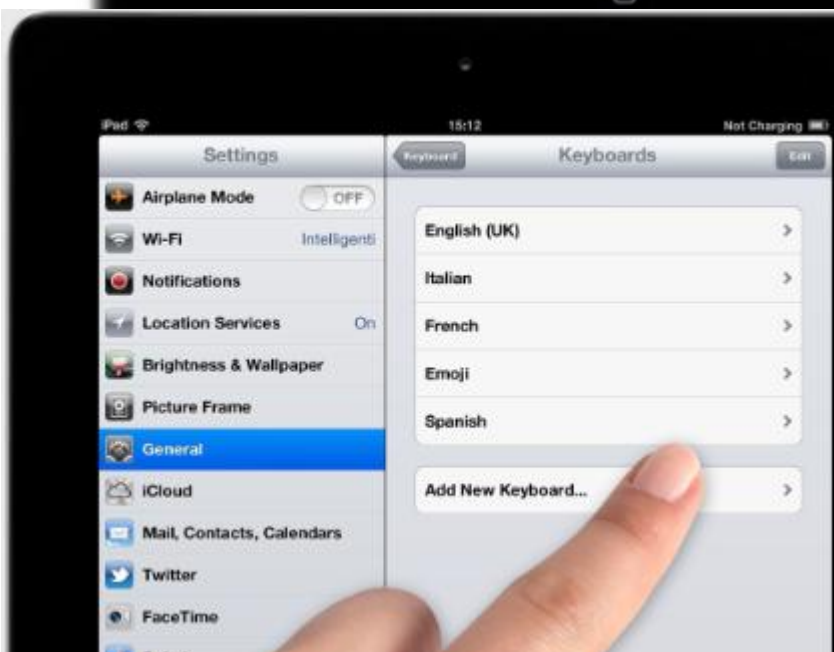 iPad
15:12
Not Charging
Settings
Keyboard
Keyboards
Edit
Airplane Mode
OFF
Wi-Fi
Intelligenti
Notifications
Location Services
On
Brightness & Wallpaper
Picture Frame
General
iCloud
Mail, Contacts, Calendars
Twitter
FaceTime
English (UK)
Italian
French
Emoji
Spanish
Add New Keyboard...